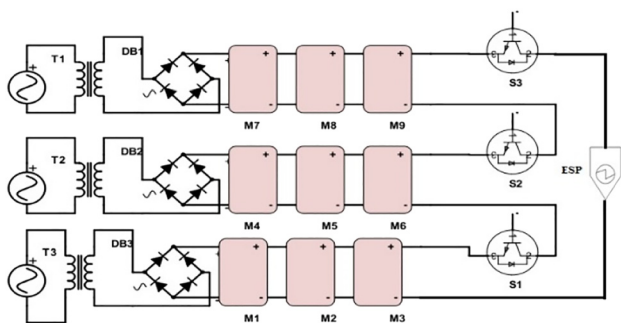 T1
DB1
+
+
+
+
-
-
-
M7
M8
M9
S3
T2
DB2
+
+
+
+
-
-
-
M4
M5
M6
S2
ESP
T3
DB3
+
+
+
+
-
-
-
M1
M2
M3
S1